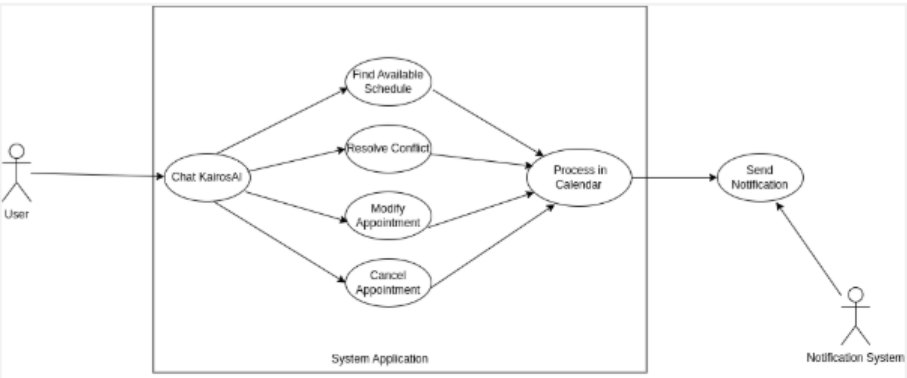 Find Available
Schedule
Resolve Conflict
Chat KairosAI
Process in
Calendar
Send
Notification
User
Modify
Appointment
Cancel
Appointment
System Application
Notification System